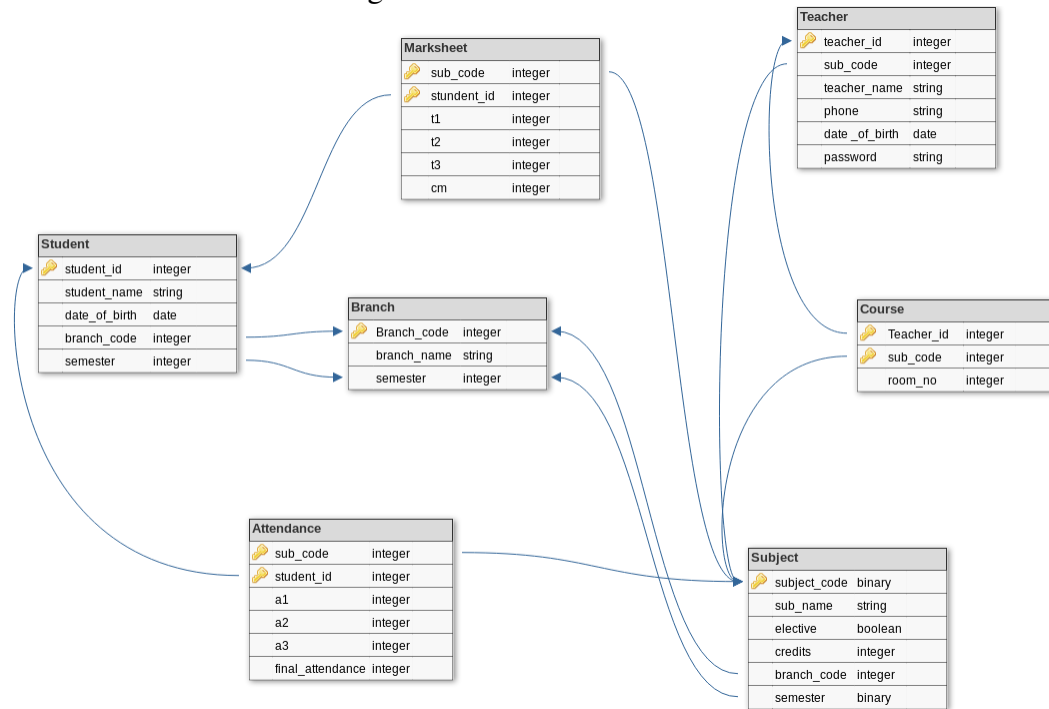 Teacher
teacher_id integer
sub_code integer
teacher_name string
phone string
date _of_birth date
password string
Marksheet
sub_code integer
stundent_id integer
t1 integer
t2 integer
t3 integer
cm integer
Student
student_id integer
student_name string
date_of_birth date
branch_code integer
semester integer
Branch
Branch_code integer
branch_name string
semester integer
Course
Teacher_id integer
sub_code integer
room_no integer
Attendance
sub_code integer
student_id integer
a1 integer
a2 integer
a3 integer
final_attendance integer
Subject
subject_code binary
sub_name string
elective boolean
credits integer
branch_code integer
semester binary